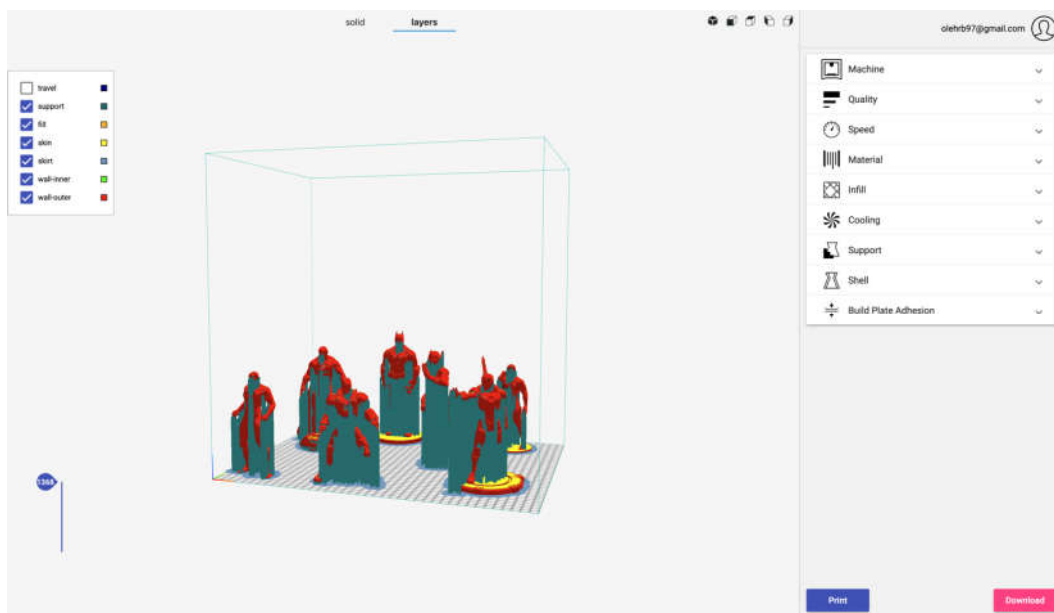 solid
layers
olehrb97@gmail.com
travel
support
fill
skin
skirt
wall-inner
wall-outer
Machine
Quality
Speed
Material
Infill
Cooling
Support
Shell
Build Plate Adhesion
1368
Print
Download